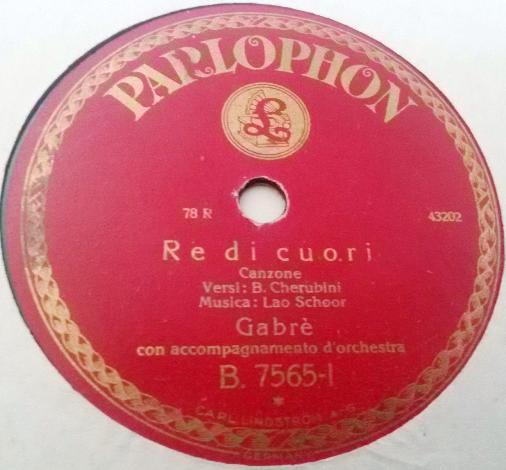 PARLOPHON
£
78 R 43202
Re di cuori
Canzone
Versi: B. Cherubini
Musica: Lao Schoor
Gabrè
con accompagnamento d'orchestra
B. 7565-I
*
CARL LINDSTRÖM A-G
GERMANY